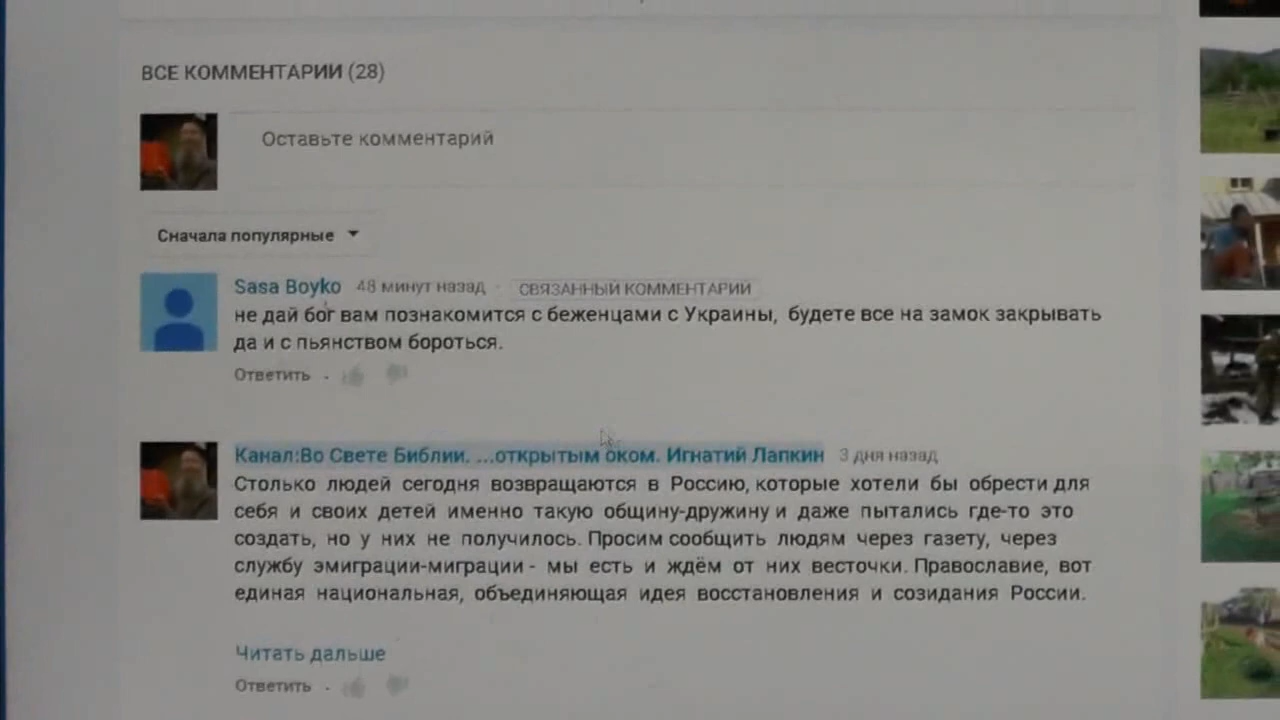 ВСЕ КОММЕНТАРИИ (28)
Оставьте комментарий
Сначала популярные
Sasa Boyko 48 минут назад СВЯЗАННЫЙ КОММЕНТАРИЙ
не дай бог вам познакомится с беженцами с Украины, будете все на замок закрывать
да и с пьянством бороться.
Ответить
Канал:Во Свете Библии. ...открытым оком. Игнатий Лапкин 3 дня назад
Столько людей сегодня возвращаются в Россию, которые хотели бы обрести для
себя и своих детей именно такую общину-дружину и даже пытались где-то это
создать, но у них не получилось. Просим сообщить людям через газету, через
службу эмиграции-миграции - мы есть и ждём от них весточки. Православие, вот
единая национальная, объединяющая идея восстановления и созидания России.
Читать дальше
Ответить